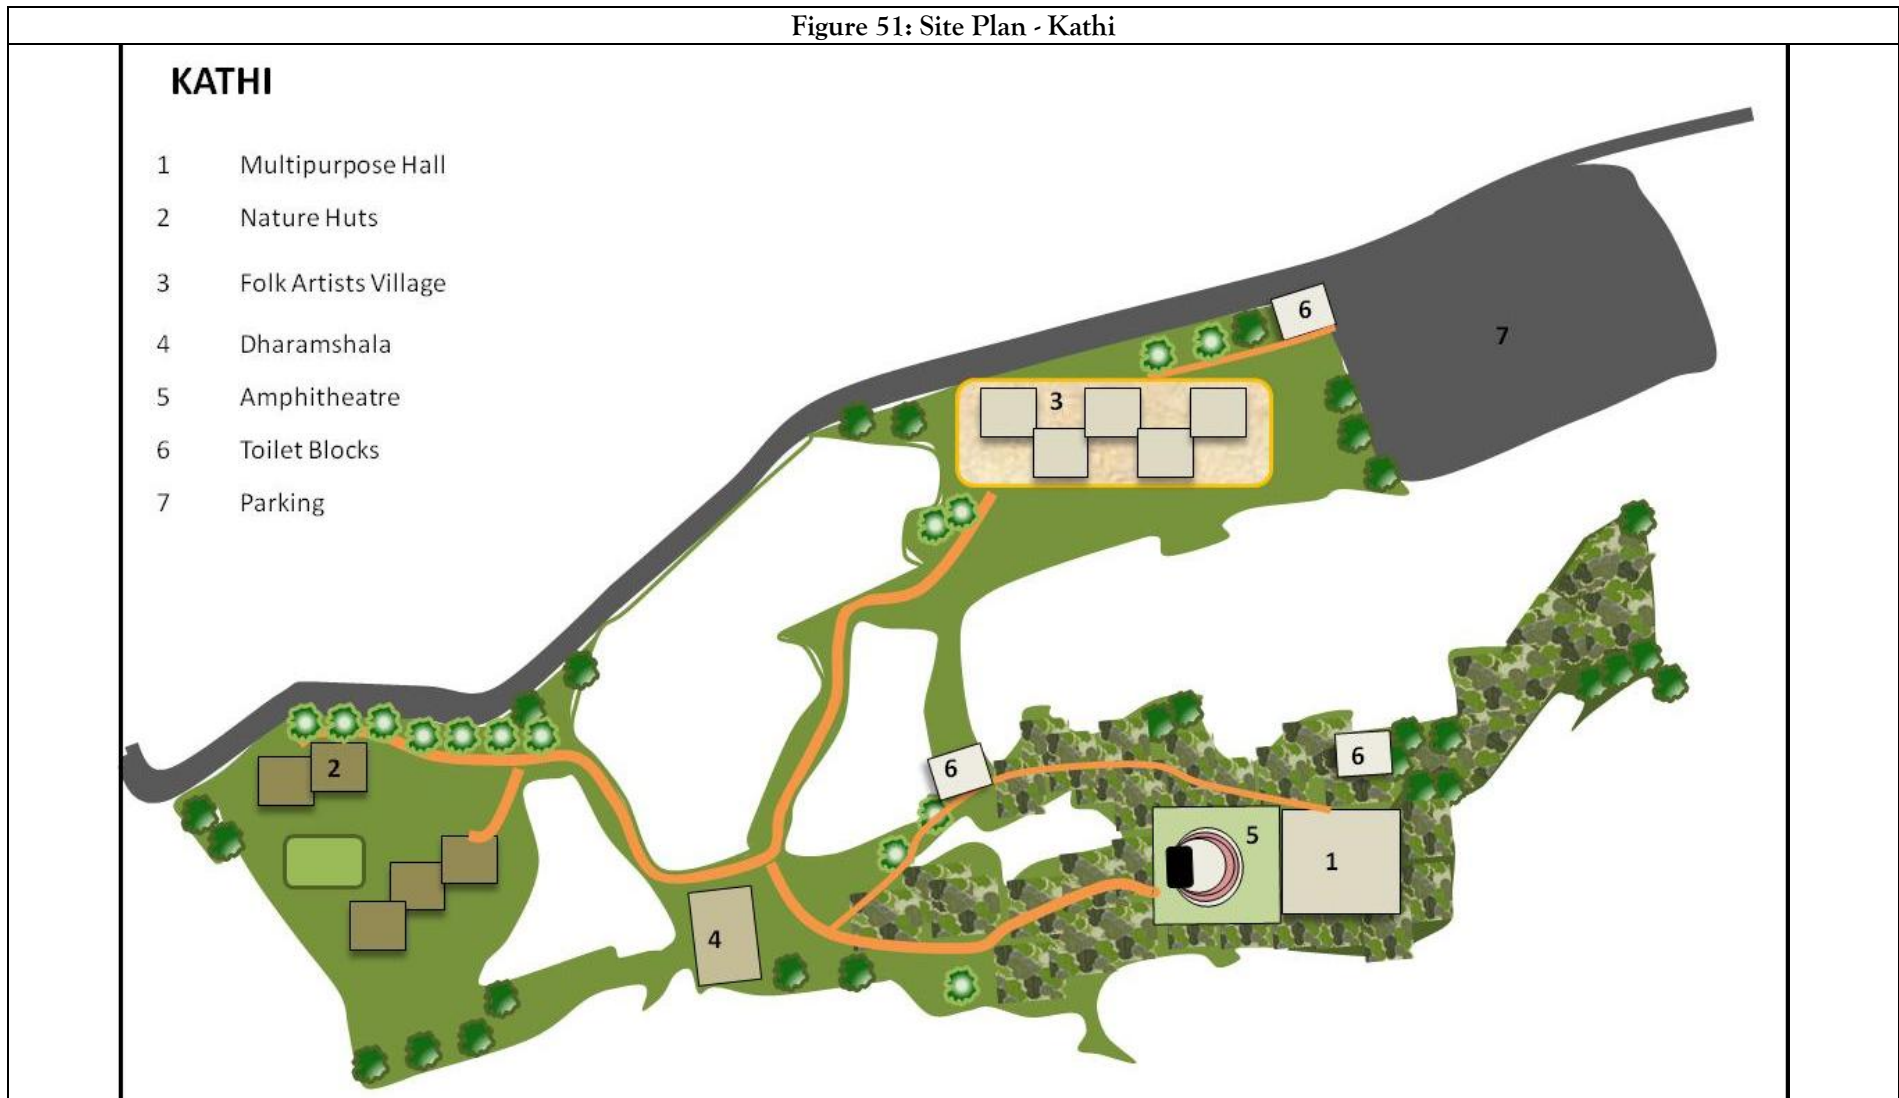 Figure 51: Site Plan - Kathi
KATHI
1 Multipurpose Hall
2 Nature Huts
3 Folk Artists Village
4 Dharamshala
5 Amphitheatre
6 Toilet Blocks
7 Parking
6
7
3
2
6
6
5
1
4